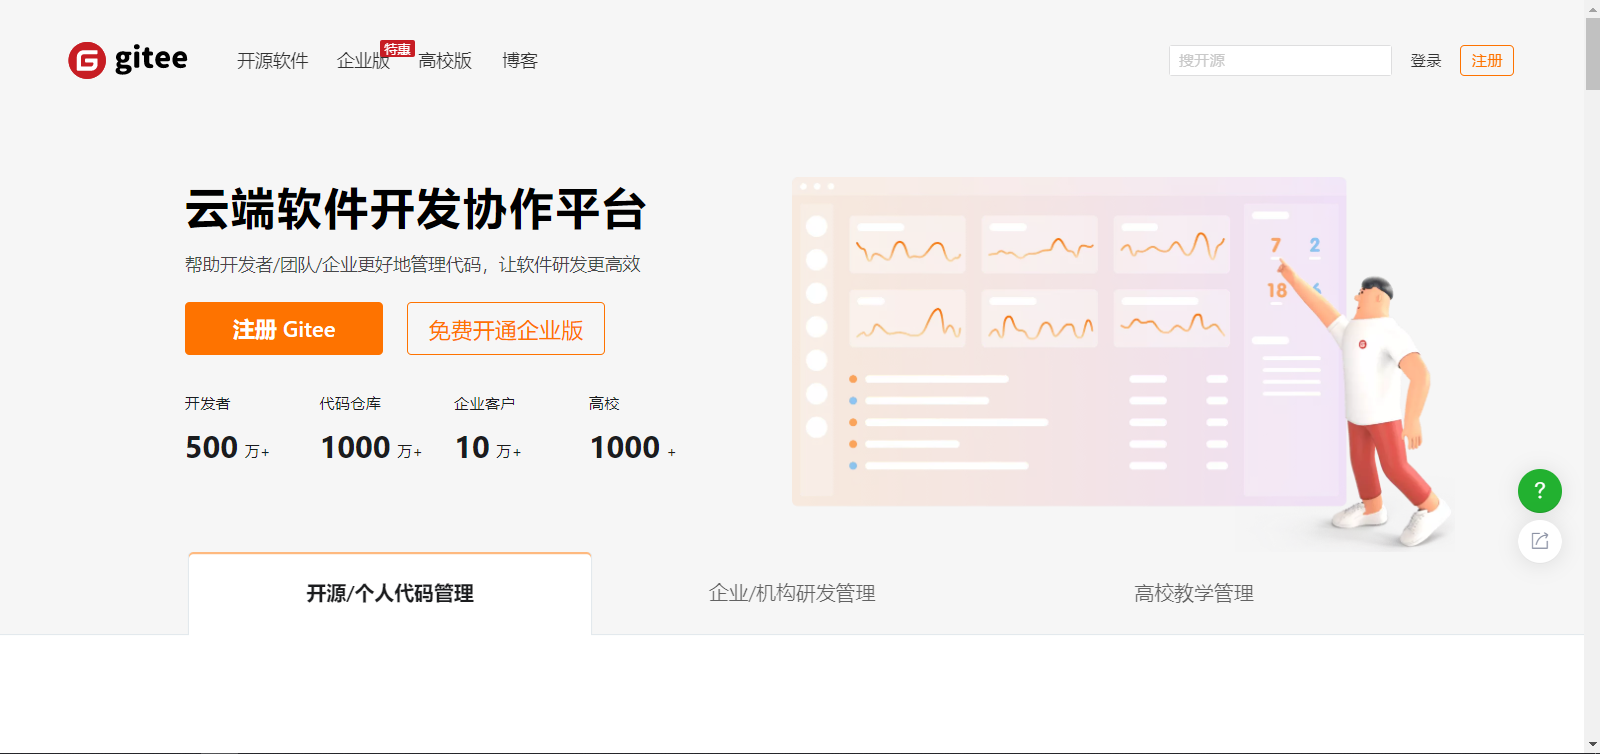 gitee
开源软件 企业版 特惠 高校版 博客
搜开源 登录 注册
云端软件开发协作平台
帮助开发者/团队/企业更好地管理代码，让软件研发更高效
注册 Gitee 免费开通企业版
开发者 代码仓库 企业客户 高校
500 万+ 1000 万+ 10 万+ 1000 +
7 2
18
?
开源/个人代码管理 企业/机构研发管理 高校教学管理